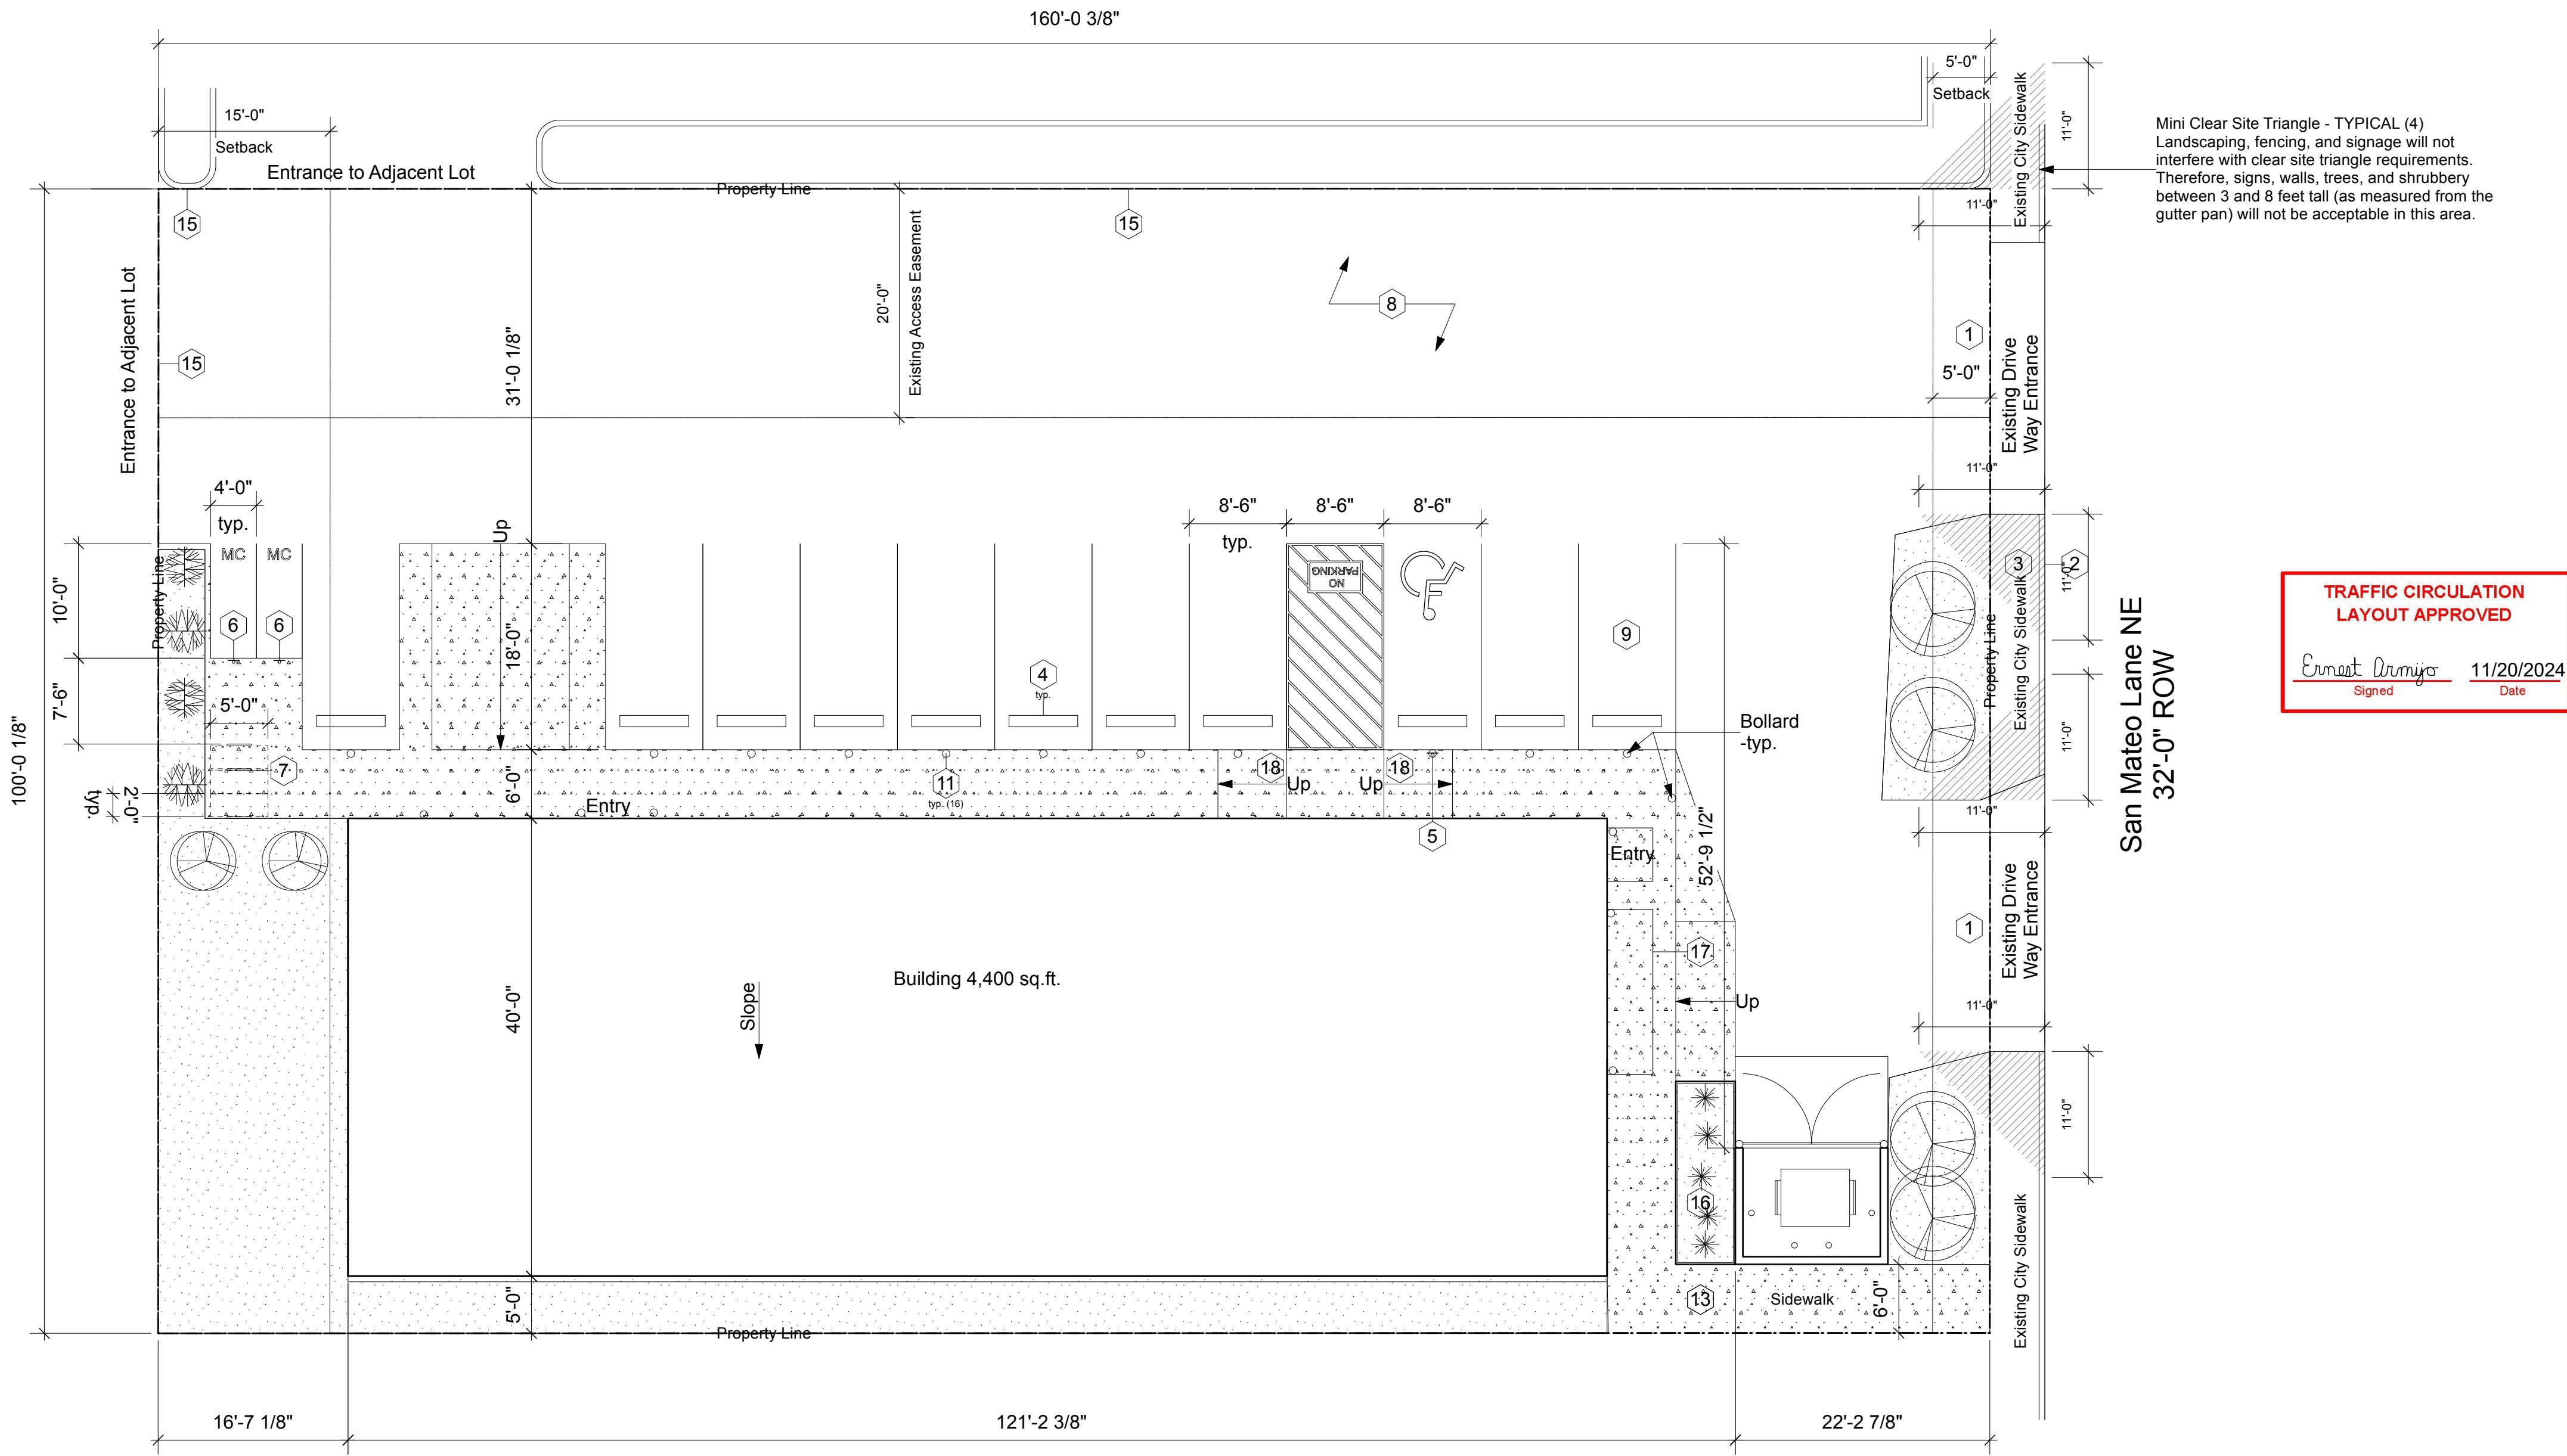 160'-0 3/8"
5'-0"
Setback
15'-0"
Setback
Entrance to Adjacent Lot
Property Line
Existing City Sidewalk
11'-0"
11'-0"
Mini Clear Site Triangle - TYPICAL (4)
Landscaping, fencing, and signage will not
interfere with clear site triangle requirements.
Therefore, signs, walls, trees, and shrubbery
between 3 and 8 feet tall (as measured from the
gutter pan) will not be acceptable in this area.
15
15
15
Entrance to Adjacent Lot
31'-0 1/8"
20'-0"
Existing Access Easement
8
1
5'-0"
Existing Drive
Way Entrance
11'-0"
4'-0"
typ.
Up
8'-6"
typ.
8'-6"
8'-6"
MC
MC
NO
PARKING
10'-0"
Property Line
6
6
18'-0"
9
3
2
11'-0"
Property Line
Existing City Sidewalk
San Mateo Lane NE
32'-0" ROW
TRAFFIC CIRCULATION
LAYOUT APPROVED
Ernest Armijo
11/20/2024
Signed
Date
4
typ.
7'-6"
5'-0"
100'-0 1/8"
Bollard
-typ.
11'-0"
7
2'-0"
typ.
6'-0"
Entry
11
typ. (16)
18
Up
18
Up
5
11'-0"
Entry
52'-9 1/2"
1
Existing Drive
Way Entrance
11'-0"
17
Up
Building 4,400 sq.ft.
Slope
40'-0"
11'-0"
16
13
Sidewalk
6'-0"
Existing City Sidewalk
5'-0"
Property Line
16'-7 1/8"
121'-2 3/8"
22'-2 7/8"